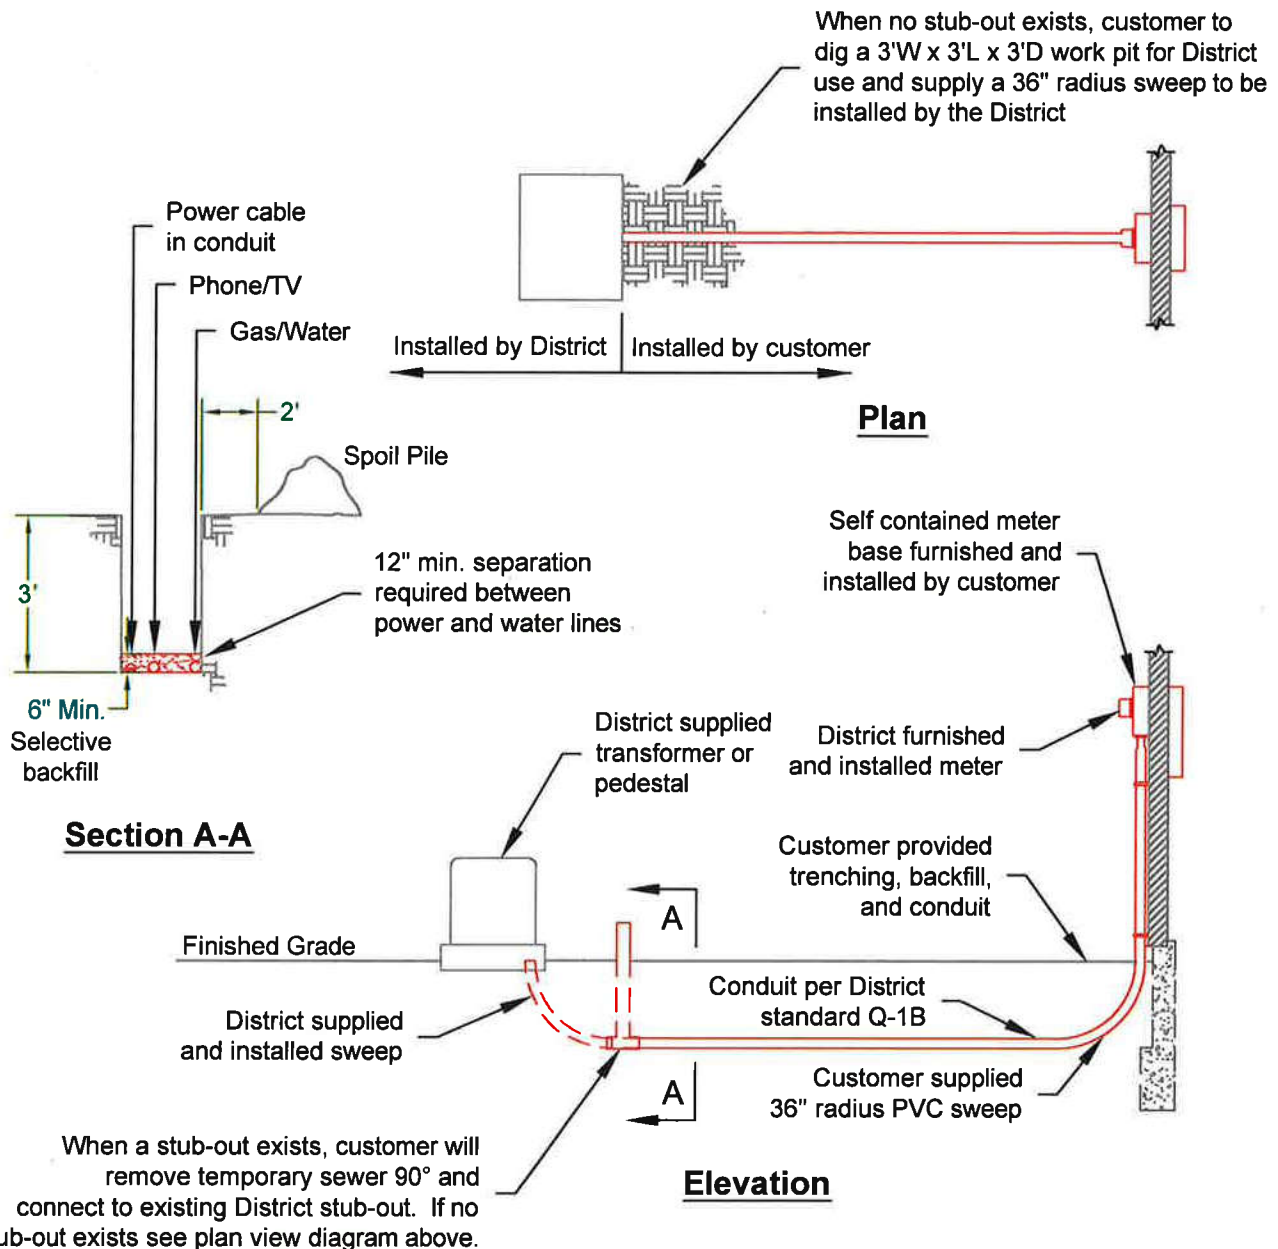 When no stub-out exists, customer to
dig a 3'W x 3'L x 3'D work pit for District
use and supply a 36" radius sweep to be
installed by the District
Power cable
in conduit
Phone/TV
Gas/Water
Installed by District
Installed by customer
Plan
2'
Spoil Pile
3'
12" min. separation
required between
power and water lines
6" Min.
Selective
backfill
Section A-A
Self contained meter
base furnished and
installed by customer
District supplied
transformer or
pedestal
District furnished
and installed meter
Customer provided
trenching, backfill,
and conduit
A
Finished Grade
District supplied
and installed sweep
Conduit per District
standard Q-1B
A
Customer supplied
36" radius PVC sweep
When a stub-out exists, customer will
remove temporary sewer 90° and
connect to existing District stub-out. If no
ub-out exists see plan view diagram above.
Elevation